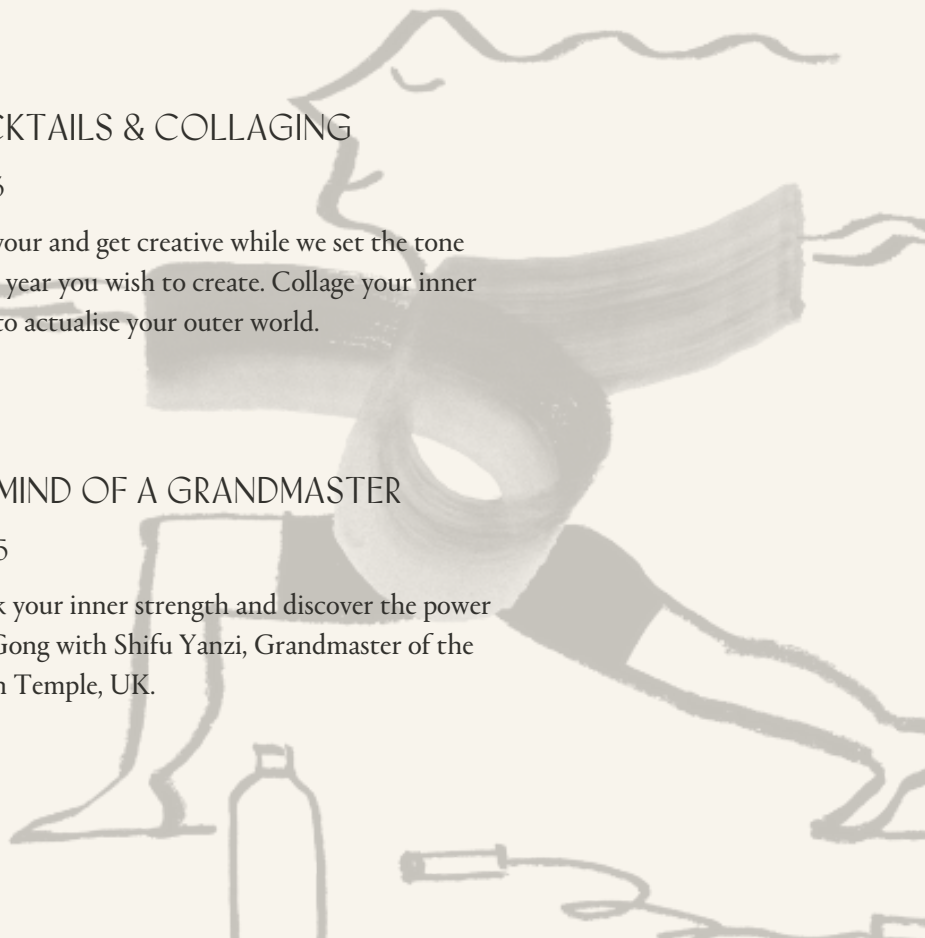 CKTAILS & COLLAGING
6
your and get creative while we set the tone
year you wish to create. Collage your inner
to actualise your outer world.
MIND OF A GRANDMASTER
5
k your inner strength and discover the power
Gong with Shifu Yanzi, Grandmaster of the
n Temple, UK.